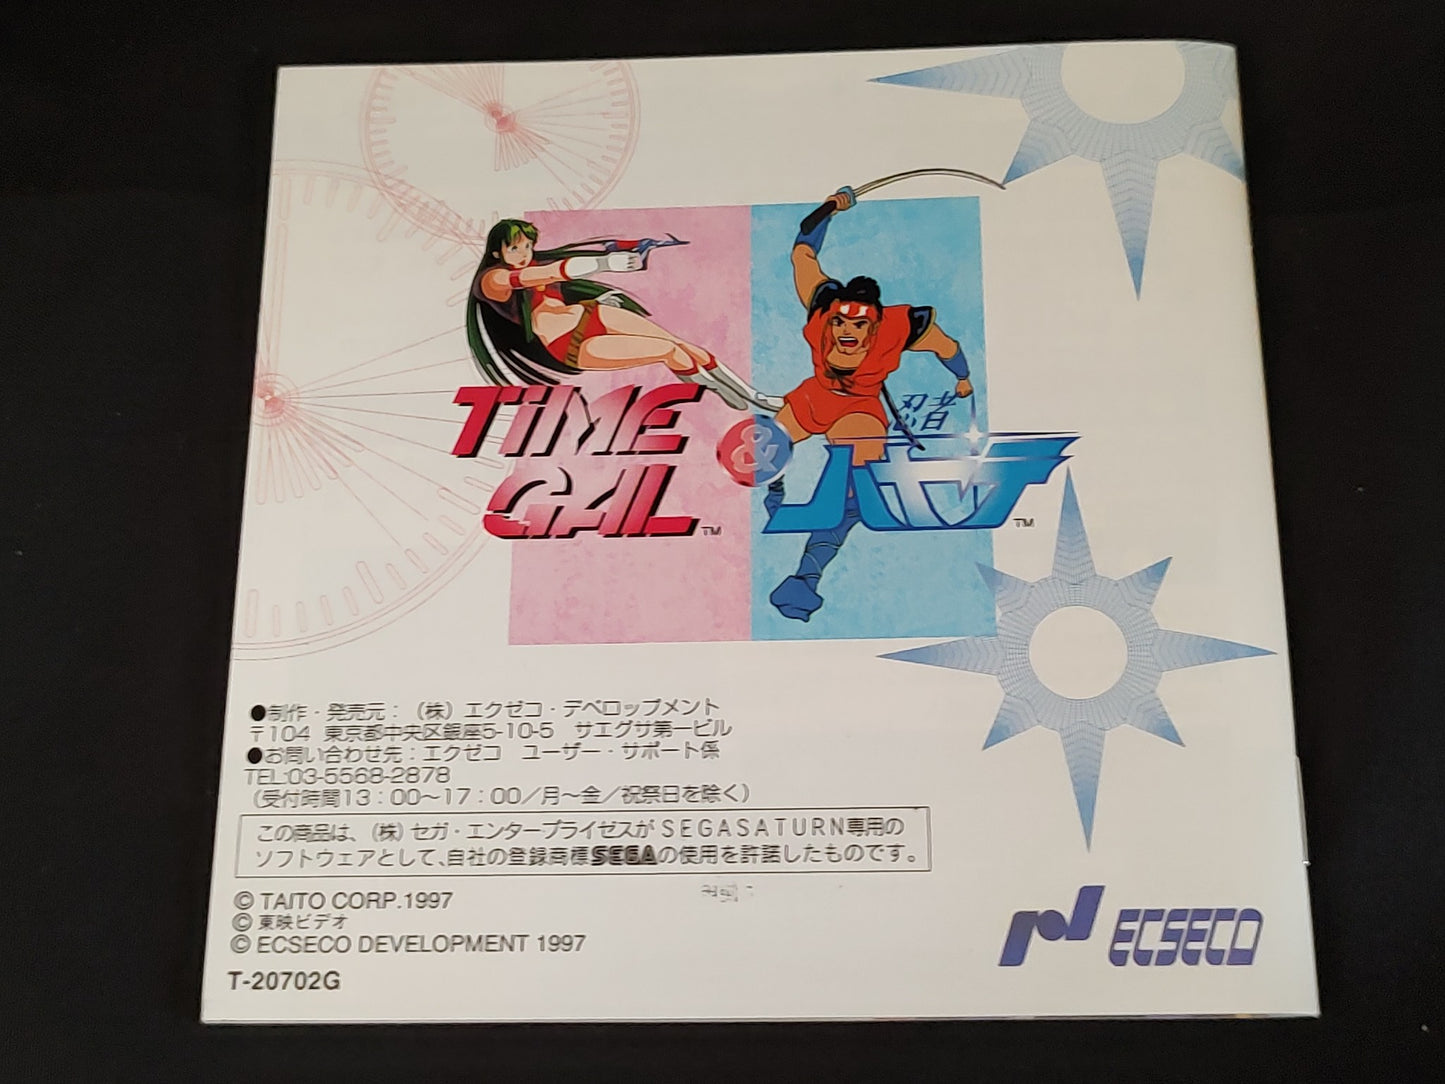 TIME
GAL™
&
忍者
ハヤテ™
●制作・発売元：（株）エクゼコ・デベロップメント
〒104 東京都中央区銀座5-10-5 サエグサ第一ビル
●お問い合わせ先：エクゼコ ユーザー・サポート係
TEL:03-5568-2878
（受付時間13：00〜17：00／月〜金／祝祭日を除く）
この商品は、（株）セガ・エンタープライゼスがSEGASATURN専用の
ソフトウェアとして、自社の登録商標SEGAの使用を許諾したものです。
© TAITO CORP.1997
© 東映ビデオ
© ECSECO DEVELOPMENT 1997
T-20702G
ECSECO